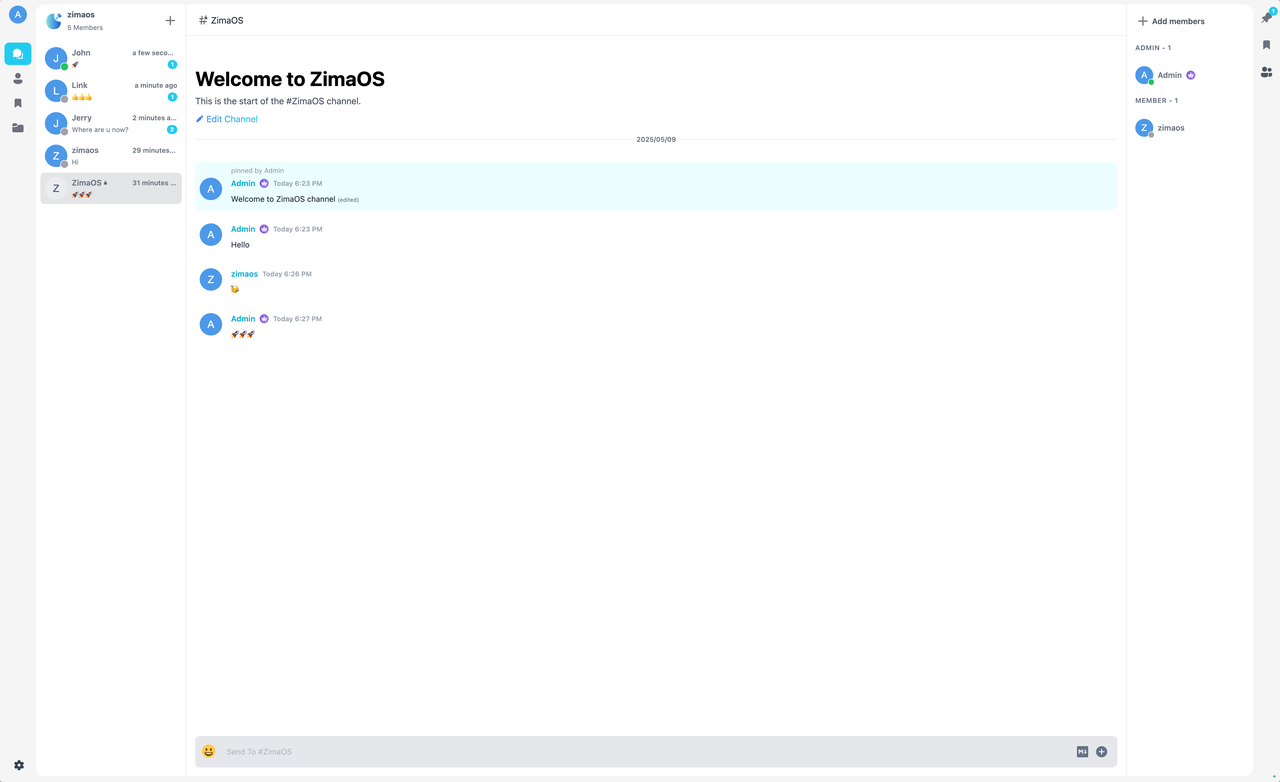 A
zimaos
5 Members
J
John
a few seco...
🚀
1
L
Link
a minute ago
👍👍👍
1
J
Jerry
2 minutes a...
Where are u now?
2
Z
zimaos
29 minutes...
Hi
Z
ZimaOS
31 minutes ...
🚀🚀🚀
ZimaOS
Welcome to ZimaOS
This is the start of the #ZimaOS channel.
Edit Channel
2025/05/09
pinned by Admin
A
Admin Today 6:23 PM
Welcome to ZimaOS channel (edited)
A
Admin Today 6:23 PM
Hello
Z
zimaos Today 6:26 PM
A
Admin Today 6:27 PM
🚀🚀🚀
Send To #ZimaOS
M
Add members
ADMIN - 1
A
Admin
MEMBER - 1
Z
zimaos
1